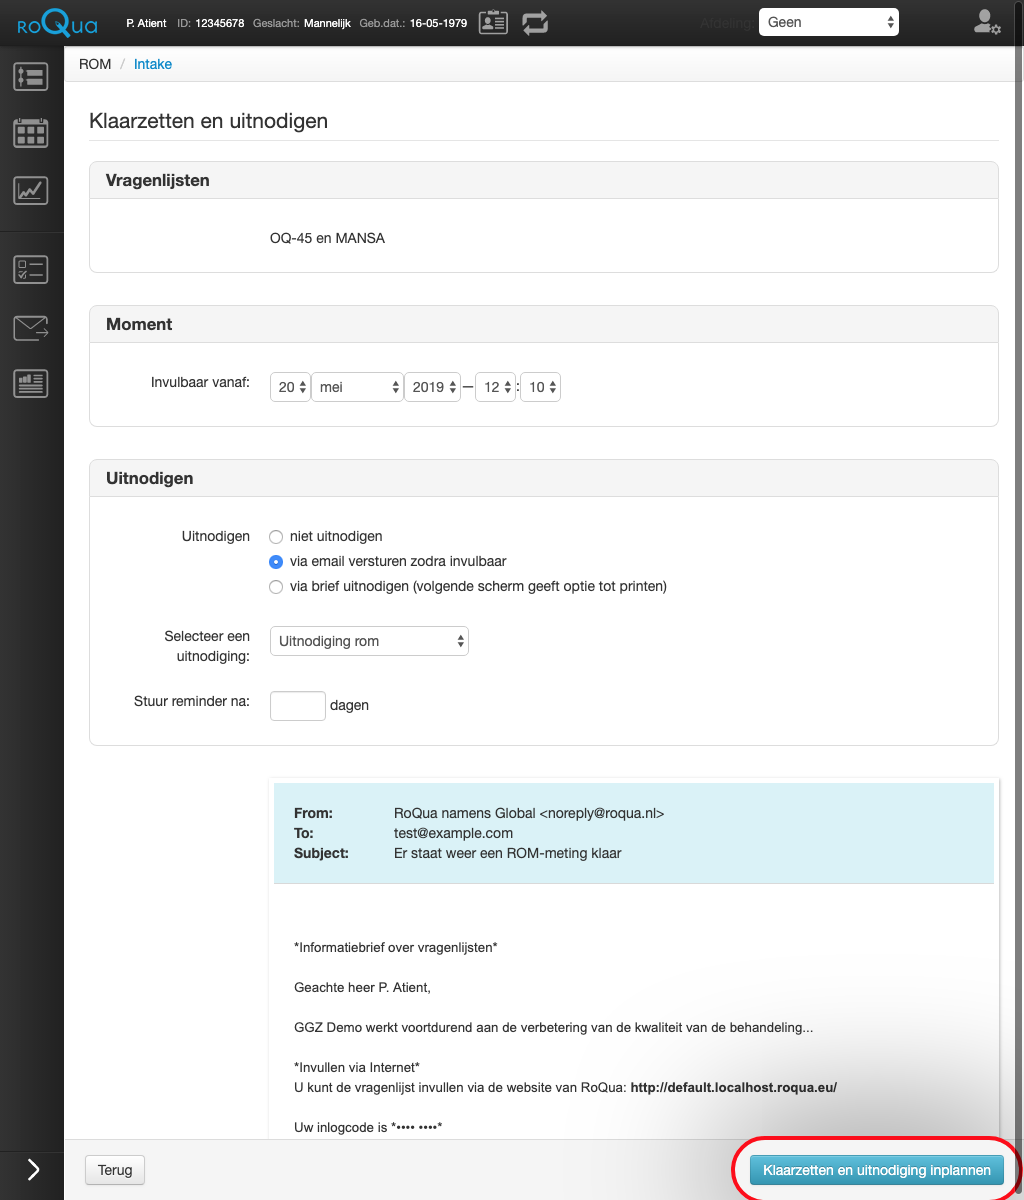 roQua P. Atient ID: 12345678 Geslacht: Mannelijk Geb.dat.: 16-05-1979 Afdeling: Geen
ROM / Intake
Klaarzetten en uitnodigen
Vragenlijsten
OQ-45 en MANSA
Moment
Invulbaar vanaf: 20 mei 2019 — 12 : 10
Uitnodigen
Uitnodigen niet uitnodigen
via email versturen zodra invulbaar
via brief uitnodigen (volgende scherm geeft optie tot printen)
Selecteer een
uitnodiging: Uitnodiging rom
Stuur reminder na: dagen
From: RoQua namens Global <noreply@roqua.nl>
To: test@example.com
Subject: Er staat weer een ROM-meting klaar
*Informatiebrief over vragenlijsten*
Geachte heer P. Atient,
GGZ Demo werkt voortdurend aan de verbetering van de kwaliteit van de behandeling...
*Invullen via Internet*
U kunt de vragenlijst invullen via de website van RoQua: http://default.localhost.roqua.eu/
Uw inlogcode is *•••• ••••*
Terug Klaarzetten en uitnodiging inplannen